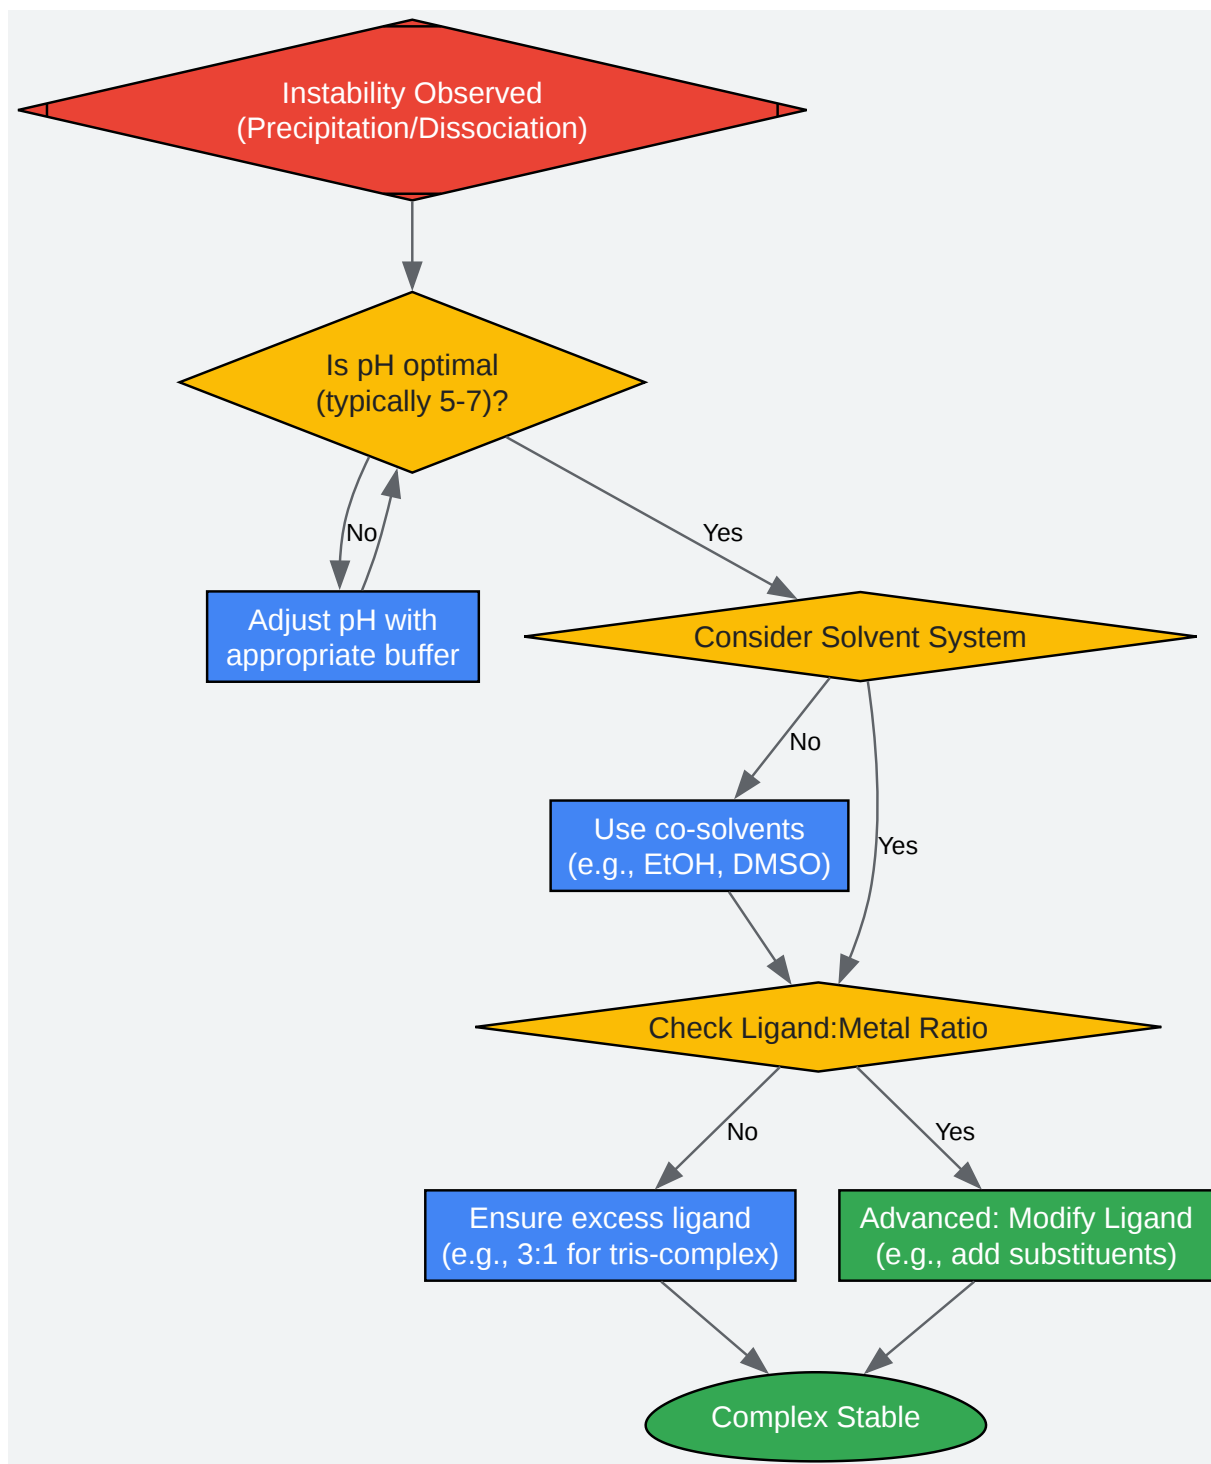 Instability Observed
(Precipitation/Dissociation)
Is pH optimal
(typically 5-7)?
No
Yes
Adjust pH with
appropriate buffer
Consider Solvent System
No
Use co-solvents
(e.g., EtOH, DMSO)
Yes
Check Ligand:Metal Ratio
No
Yes
Ensure excess ligand
(e.g., 3:1 for tris-complex)
Advanced: Modify Ligand
(e.g., add substituents)
Complex Stable